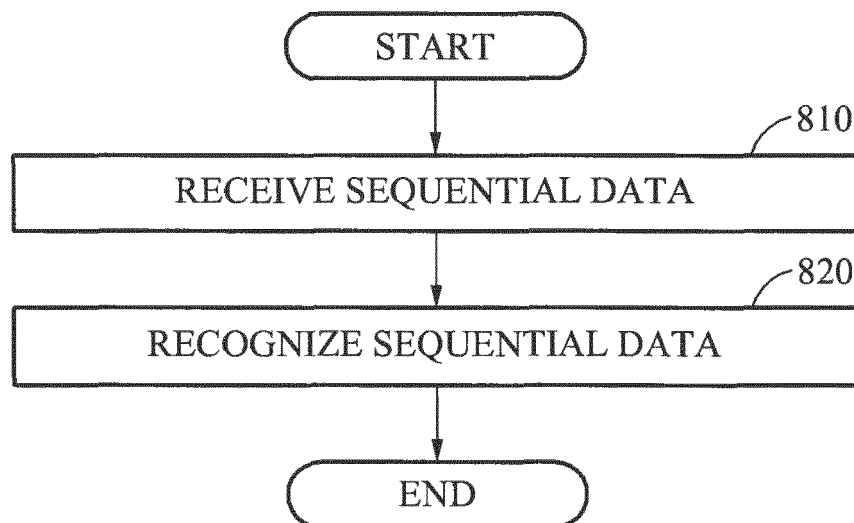 START
810
RECEIVE SEQUENTIAL DATA
820
RECOGNIZE SEQUENTIAL DATA
END